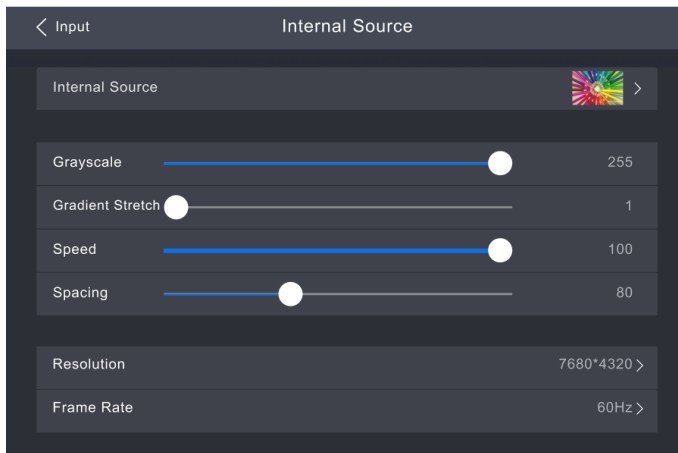 Input
Internal Source
Internal Source
Grayscale 255
Gradient Stretch 1
Speed 100
Spacing 80
Resolution 7680*4320
Frame Rate 60Hz